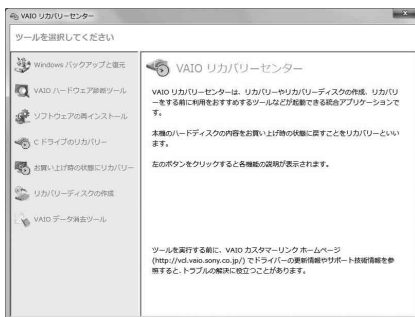 VAIO リカバリーセンター
ツールを選択してください
Windows バックアップと復元
VAIO ハードウェア診断ツール
ソフトウェアの再インストール
C ドライブのリカバリー
お買い上げ時の状態にリカバリー
リカバリーディスクの作成
VAIO データ消去ツール
VAIO リカバリーセンター
VAIO リカバリーセンターは、リカバリーやリカバリーディスクの作成、リカバリ
ーをする前に利用をおすすめするツールなどが起動できる統合アプリケーションで
す。
本機のハードディスクの内容をお買い上げ時の状態に戻すことをリカバリーといい
ます。
左のボタンをクリックすると各機能の説明が表示されます。
ツールを実行する前に、VAIO カスタマーリンク ホームページ
(http://vcl.vaio.sony.co.jp/) でドライバーの更新情報やサポート技術情報を参
照すると、トラブルの解決に役立つことがあります。